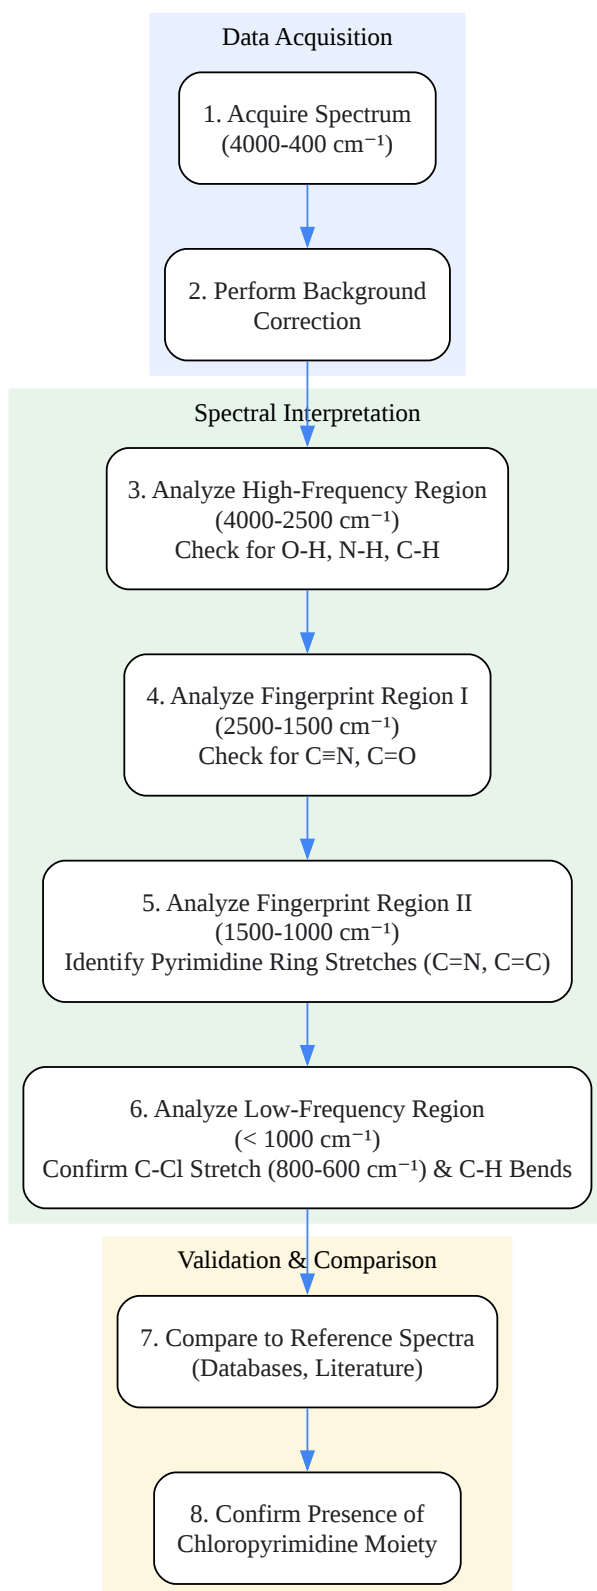 Data Acquisition
1. Acquire Spectrum
(4000-400 cm⁻¹)
2. Perform Background
Correction
Spectral Interpretation
3. Analyze High-Frequency Region
(4000-2500 cm⁻¹)
Check for O-H, N-H, C-H
4. Analyze Fingerprint Region I
(2500-1500 cm⁻¹)
Check for C≡N, C=O
5. Analyze Fingerprint Region II
(1500-1000 cm⁻¹)
Identify Pyrimidine Ring Stretches (C=N, C=C)
6. Analyze Low-Frequency Region
(< 1000 cm⁻¹)
Confirm C-Cl Stretch (800-600 cm⁻¹) & C-H Bends
Validation & Comparison
7. Compare to Reference Spectra
(Databases, Literature)
8. Confirm Presence of
Chloropyrimidine Moiety